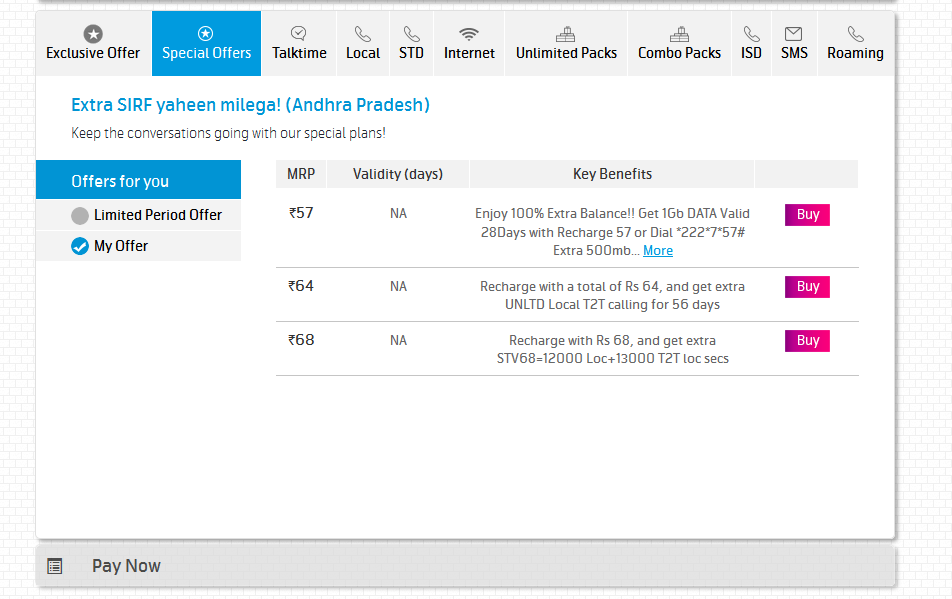 Exclusive Offer
Special Offers
Talktime
Local
STD
Internet
Unlimited Packs
Combo Packs
ISD
SMS
Roaming
Extra SIRF yaheen milega! (Andhra Pradesh)
Keep the conversations going with our special plans!
Offers for you
Limited Period Offer
My Offer
MRP Validity (days) Key Benefits
₹57 NA Enjoy 100% Extra Balance!! Get 1Gb DATA Valid Buy
28Days with Recharge 57 or Dial *222*7*57#
Extra 500mb... More
₹64 NA Recharge with a total of Rs 64, and get extra Buy
UNLTD Local T2T calling for 56 days
₹68 NA Recharge with Rs 68, and get extra Buy
STV68=12000 Loc+13000 T2T loc secs
Pay Now